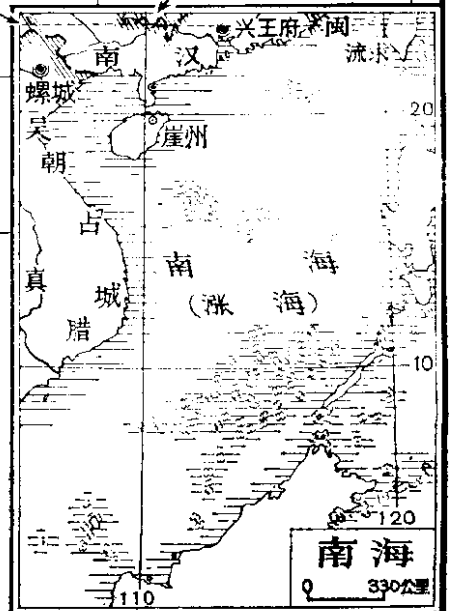 兴王府 闽
南 汉 流求
螺城
20
崖州
吴
朝
占
南 海
真
城
(涨 海)
腊
10
120
南海
0 330公里
110